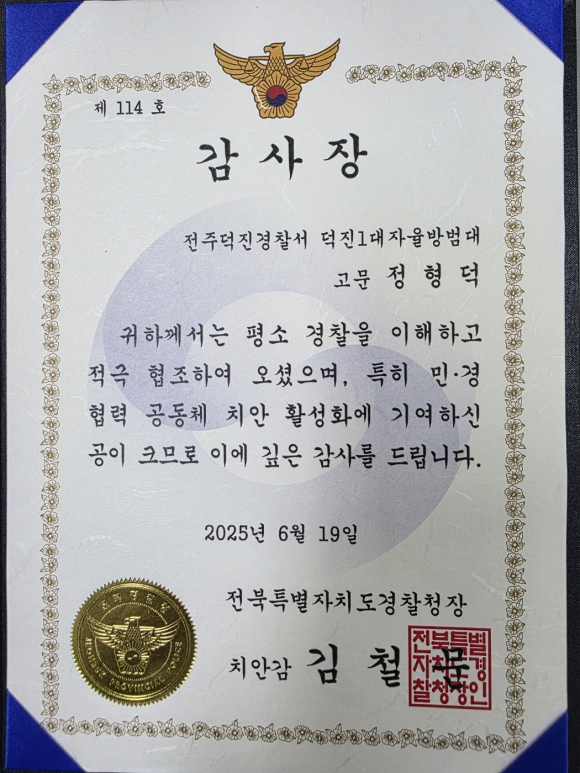 제 114 호
감사장
전주덕진경찰서 덕진1대자율방범대
고문 정형덕
귀하께서는 평소 경찰을 이해하고
적극 협조하여 오셨으며, 특히 민·경
협력 공동체 치안 활성화에 기여하신
공이 크므로 이에 깊은 감사를 드립니다.
2025년 6월 19일
전북특별자치도경찰청장
치안감 김철문
전북특별
자치도경
찰청장인
JEONBUK PROVINCIAL POLICE